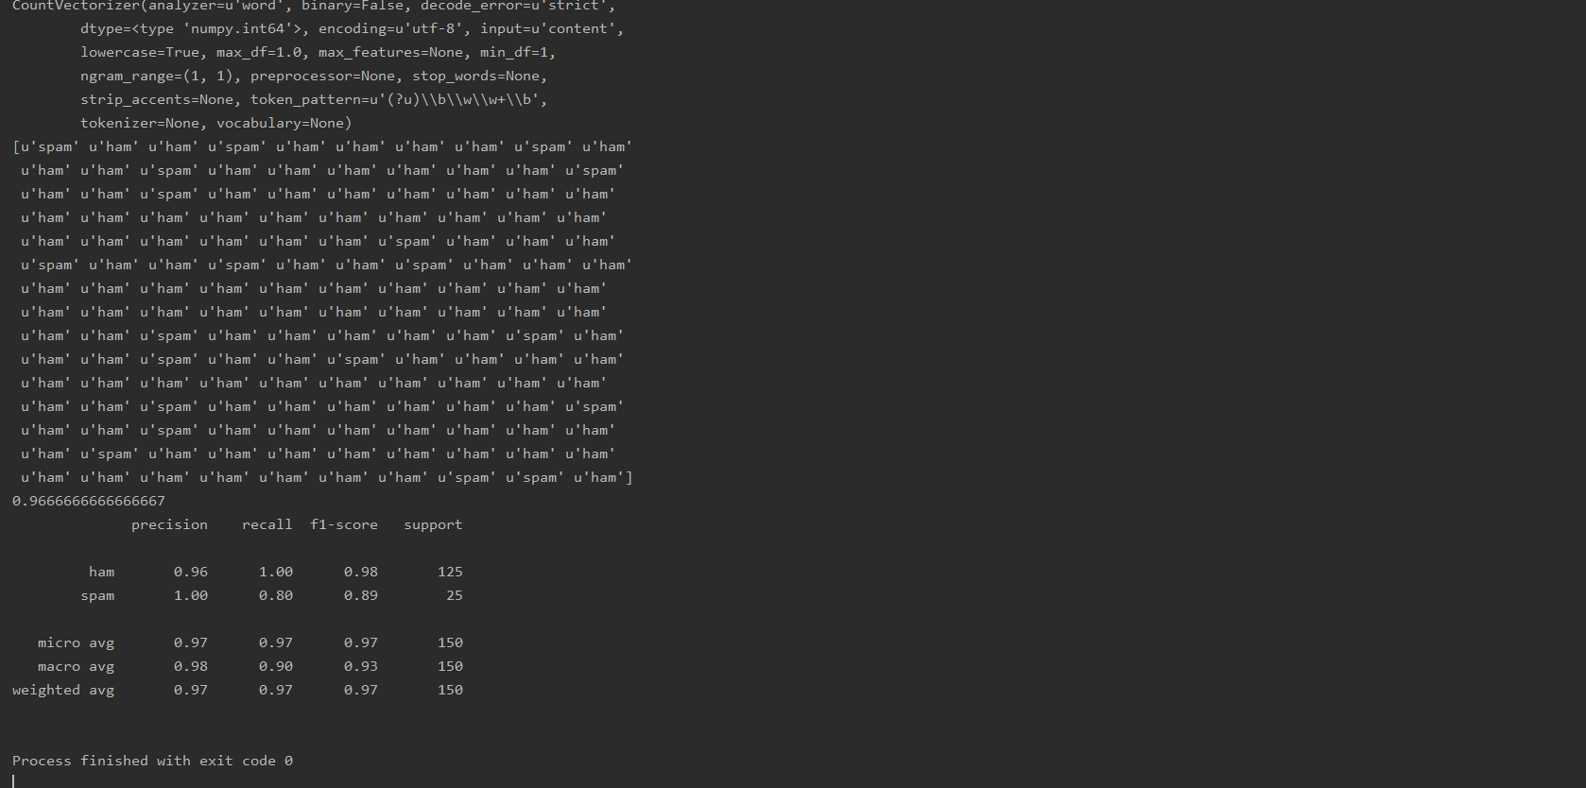 CountVectorizer(analyzer=u'word', binary=False, decode_error=u'strict',
        dtype=<type 'numpy.int64'>, encoding=u'utf-8', input=u'content',
        lowercase=True, max_df=1.0, max_features=None, min_df=1,
        ngram_range=(1, 1), preprocessor=None, stop_words=None,
        strip_accents=None, token_pattern=u'(?u)\\b\\w\\w+\\b',
        tokenizer=None, vocabulary=None)
[u'spam' u'ham' u'ham' u'spam' u'ham' u'ham' u'ham' u'ham' u'spam' u'ham'
 u'ham' u'ham' u'spam' u'ham' u'ham' u'ham' u'ham' u'ham' u'ham' u'spam'
 u'ham' u'ham' u'spam' u'ham' u'ham' u'ham' u'ham' u'ham' u'ham' u'ham'
 u'ham' u'ham' u'ham' u'ham' u'ham' u'ham' u'ham' u'ham' u'ham' u'ham'
 u'ham' u'ham' u'ham' u'ham' u'ham' u'ham' u'spam' u'ham' u'ham' u'ham'
 u'spam' u'ham' u'ham' u'spam' u'ham' u'ham' u'spam' u'ham' u'ham' u'ham'
 u'ham' u'ham' u'ham' u'ham' u'ham' u'ham' u'ham' u'ham' u'ham' u'ham'
 u'ham' u'ham' u'ham' u'ham' u'ham' u'ham' u'ham' u'ham' u'ham' u'ham'
 u'ham' u'ham' u'spam' u'ham' u'ham' u'ham' u'ham' u'ham' u'spam' u'ham'
 u'ham' u'ham' u'spam' u'ham' u'ham' u'spam' u'ham' u'ham' u'ham' u'ham'
 u'ham' u'ham' u'ham' u'ham' u'ham' u'ham' u'ham' u'ham' u'ham' u'ham'
 u'ham' u'ham' u'spam' u'ham' u'ham' u'ham' u'ham' u'ham' u'ham' u'spam'
 u'ham' u'ham' u'spam' u'ham' u'ham' u'ham' u'ham' u'ham' u'ham' u'ham'
 u'ham' u'spam' u'ham' u'ham' u'ham' u'ham' u'ham' u'ham' u'ham' u'ham'
 u'ham' u'ham' u'ham' u'ham' u'ham' u'ham' u'ham' u'spam' u'spam' u'ham']
0.9666666666666667
              precision    recall  f1-score   support
         ham       0.96      1.00      0.98       125
        spam       1.00      0.80      0.89        25
   micro avg       0.97      0.97      0.97       150
   macro avg       0.98      0.90      0.93       150
weighted avg       0.97      0.97      0.97       150
Process finished with exit code 0